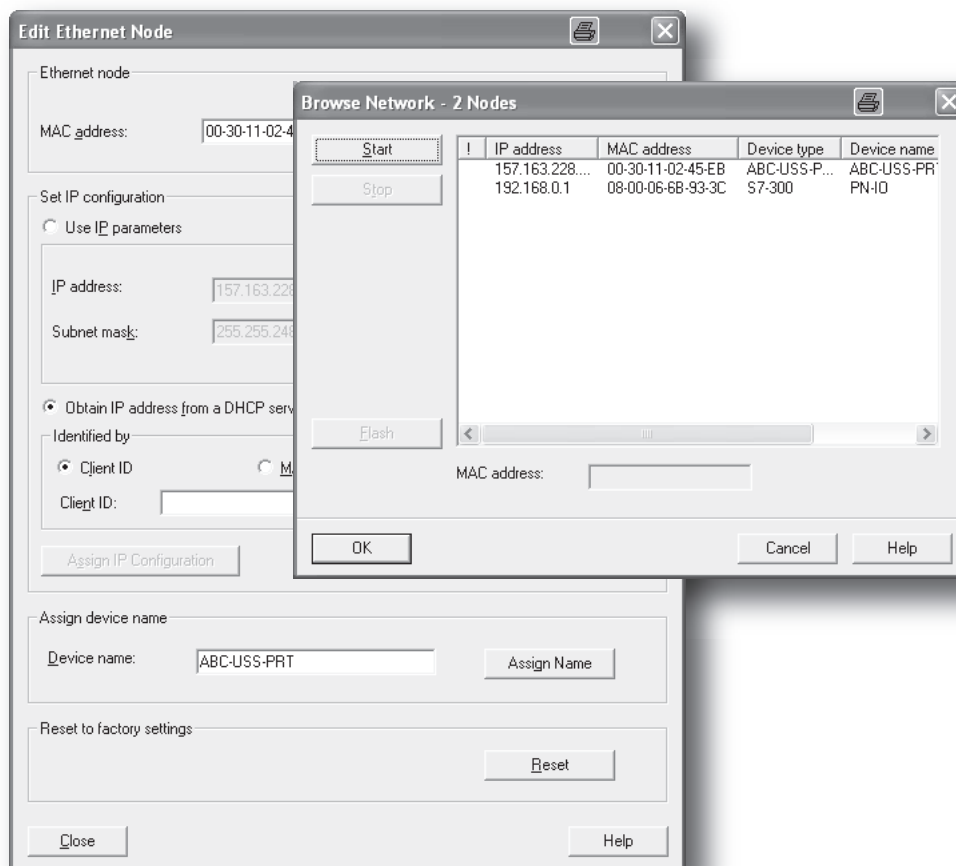 Edit Ethernet Node
Ethernet node
MAC address: 00-30-11-02-4
Set IP configuration
Use IP parameters
IP address: 157.163.228
Subnet mask: 255.255.248
Obtain IP address from a DHCP serv
Identified by
Client ID
Client ID:
Assign IP Configuration
Assign device name
Device name: ABC-USS-PRT Assign Name
Reset to factory settings
Reset
Close Help
Browse Network - 2 Nodes
Start
Stop
Flash
! IP address MAC address Device type Device name
157.163.228.... 00-30-11-02-45-EB ABC-USS-P... ABC-USS-PR
192.168.0.1 08-00-06-6B-93-3C S7-300 PN-IO
MAC address:
OK Cancel Help